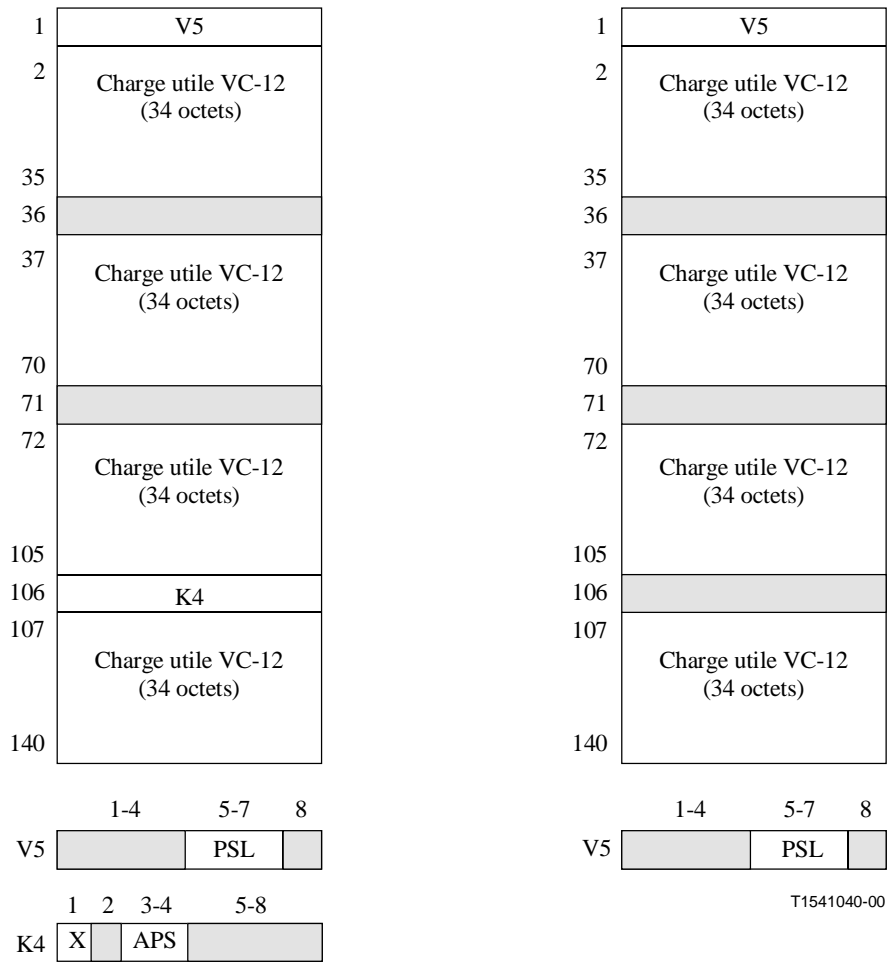 1 V5
2 Charge utile VC-12
(34 octets)
35
36
37 Charge utile VC-12
(34 octets)
70
71
72 Charge utile VC-12
(34 octets)
105
106 K4
107 Charge utile VC-12
(34 octets)
140
1-4 5-7 8
V5 PSL
1 2 3-4 5-8
K4 X APS
1 V5
2 Charge utile VC-12
(34 octets)
35
36
37 Charge utile VC-12
(34 octets)
70
71
72 Charge utile VC-12
(34 octets)
105
106
107 Charge utile VC-12
(34 octets)
140
1-4 5-7 8
V5 PSL
T1541040-00